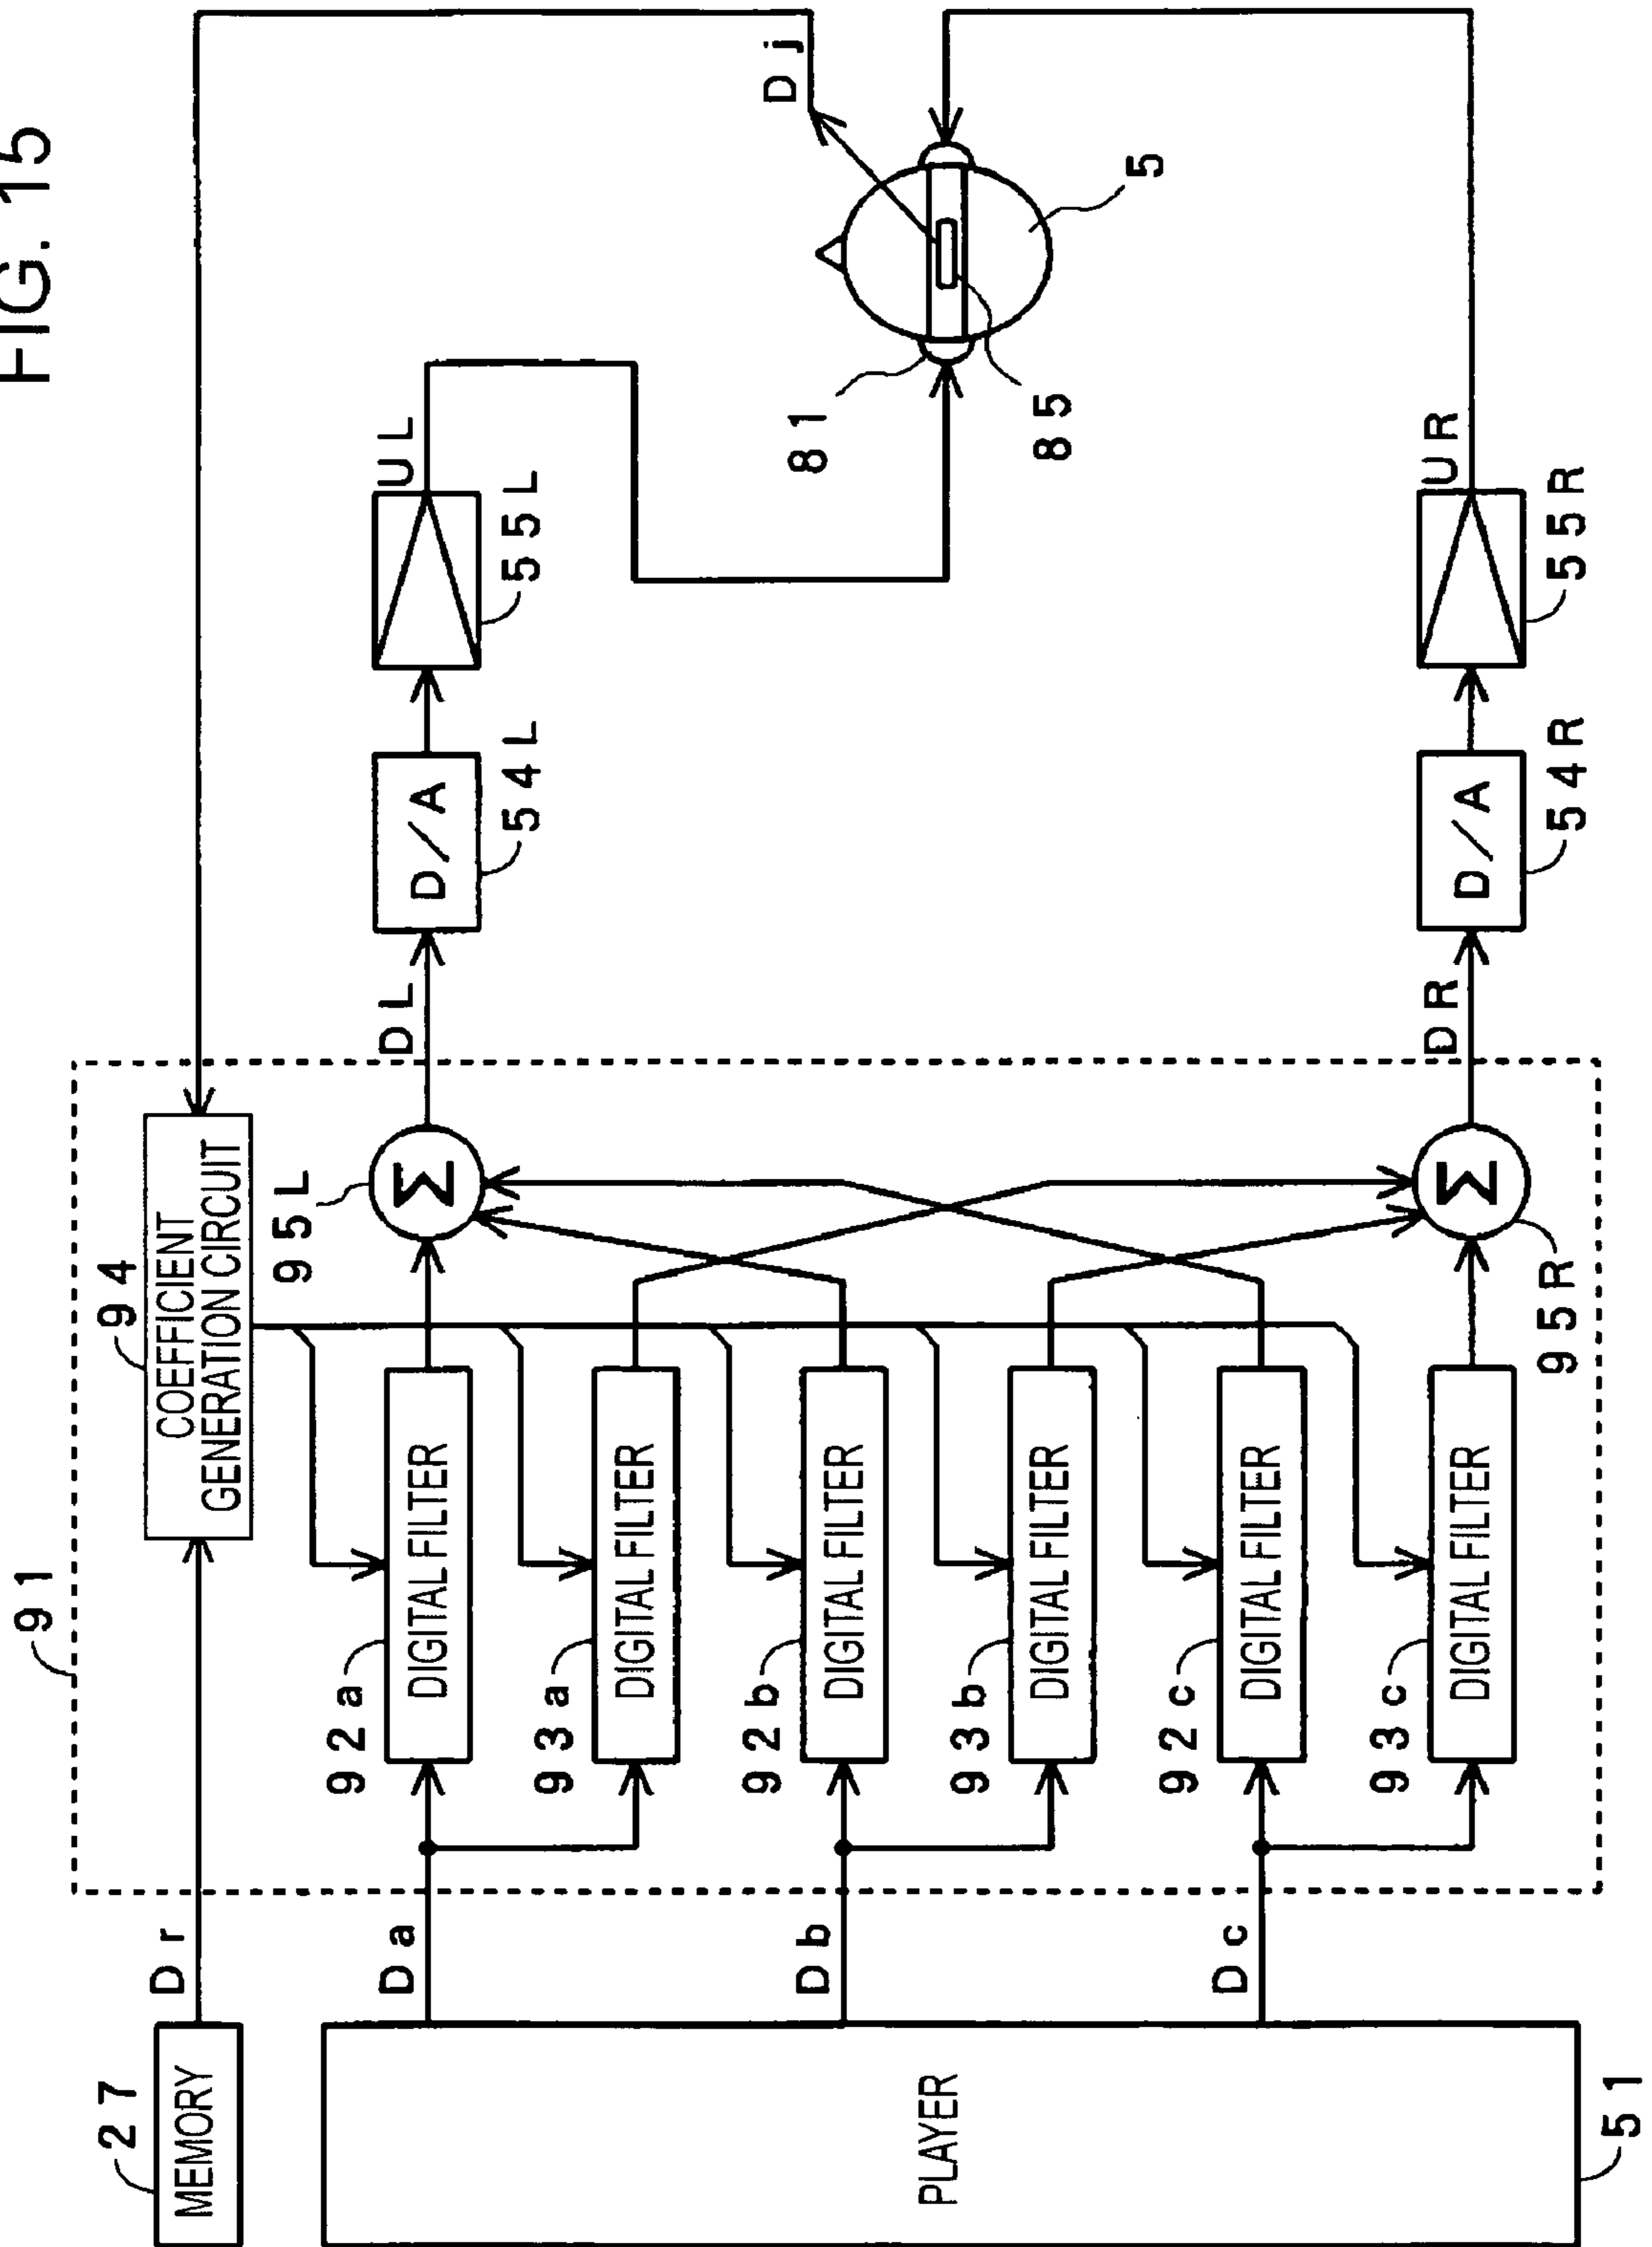 FIG. 15
91
94
COEFFICIENT
GENERATION CIRCUIT
27
MEMORY
Dr
Dj
95L
UL
DL
D/A
54L
55L
92a
DIGITAL FILTER
Da
93a
DIGITAL FILTER
81
5
85
92b
DIGITAL FILTER
Db
PLAYER
93b
DIGITAL FILTER
92c
DIGITAL FILTER
Dc
93c
DIGITAL FILTER
Σ
Σ
DR
UR
D/A
95R
54R
55R
51